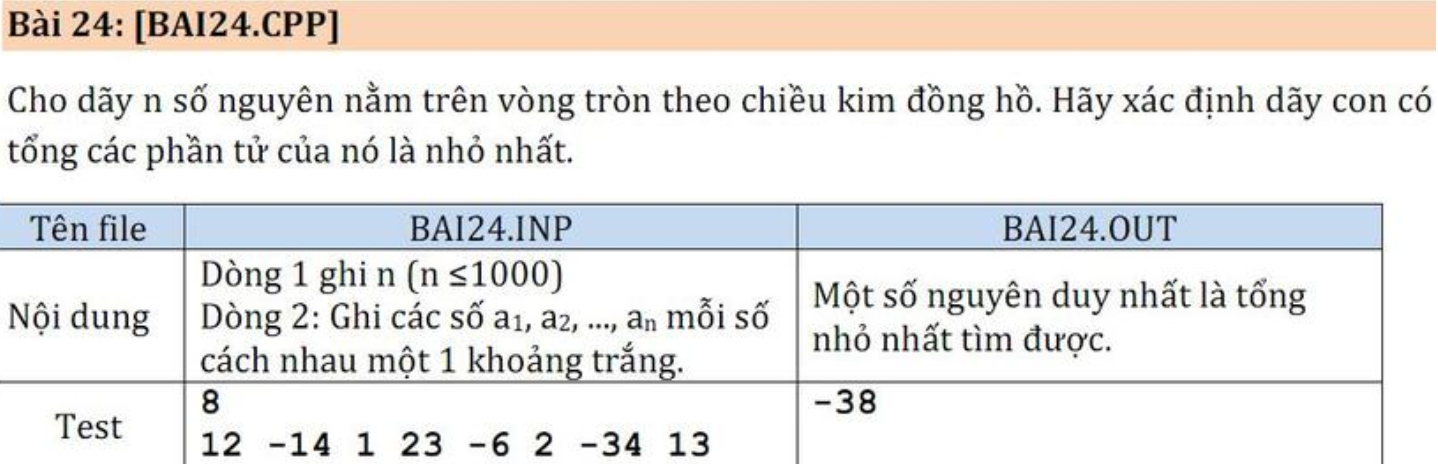 Bài 24: [BAI24.CPP]
Cho dãy n số nguyên nằm trên vòng tròn theo chiều kim đồng hồ. Hãy xác định dãy con có
tổng các phần tử của nó là nhỏ nhất.
Tên file BAI24.INP BAI24.OUT
Nội dung
Dòng 1 ghi n (n ≤1000)
Dòng 2: Ghi các số a₁, a₂, ..., aₙ mỗi số
cách nhau một 1 khoảng trắng.
Một số nguyên duy nhất là tổng
nhỏ nhất tìm được.
Test
8
12 -14 1 23 -6 2 -34 13
-38